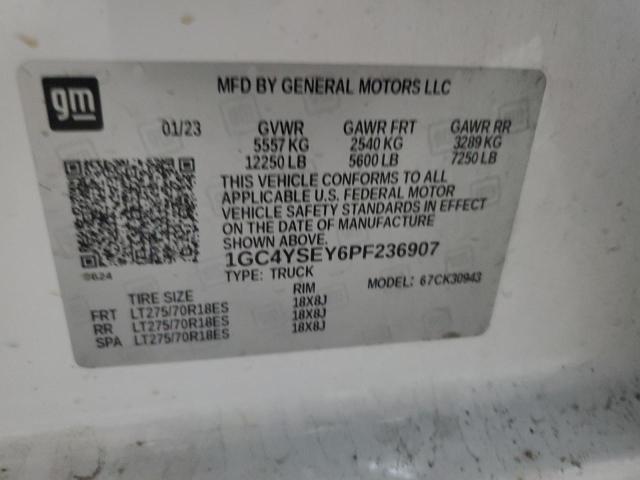 gm
MFD BY GENERAL MOTORS LLC
01/23 GVWR GAWR FRT GAWR RR
5557 KG 2540 KG 3289 KG
12250 LB 5600 LB 7250 LB
THIS VEHICLE CONFORMS TO ALL
APPLICABLE U.S. FEDERAL MOTOR
VEHICLE SAFETY STANDARDS IN EFFECT
ON THE DATE OF MANUFACTURE
SHOWN ABOVE.
1GC4YSEY6PF236907
TYPE: TRUCK MODEL: 67CK30943
TIRE SIZE RIM
FRT LT275/70R18ES 18X8J
RR LT275/70R18ES 18X8J
SPA LT275/70R18ES 18X8J